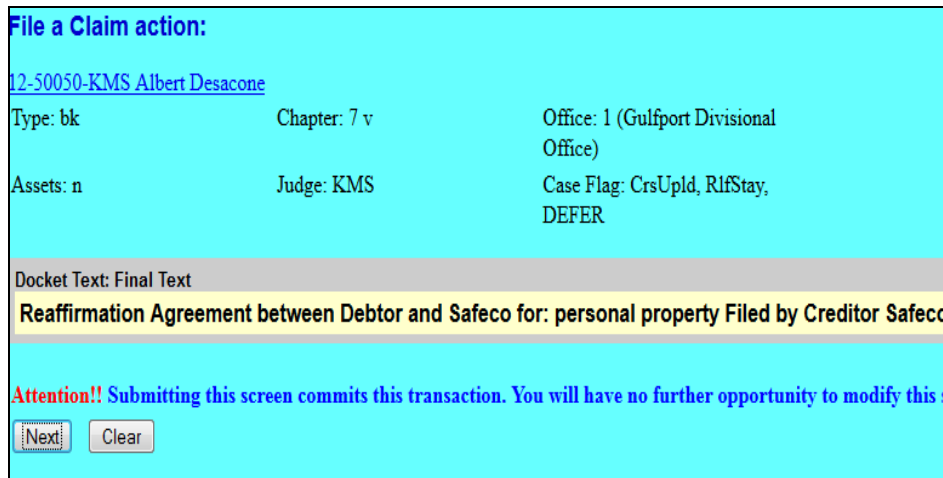 File a Claim action:
12-50050-KMS Albert Desacone
Type: bk Chapter: 7 v Office: 1 (Gulfport Divisional
Office)
Assets: n Judge: KMS Case Flag: CrsUpld, RlfStay,
DEFER
Docket Text: Final Text
Reaffirmation Agreement between Debtor and Safeco for: personal property Filed by Creditor Safeco
Attention!! Submitting this screen commits this transaction. You will have no further opportunity to modify this
Next Clear